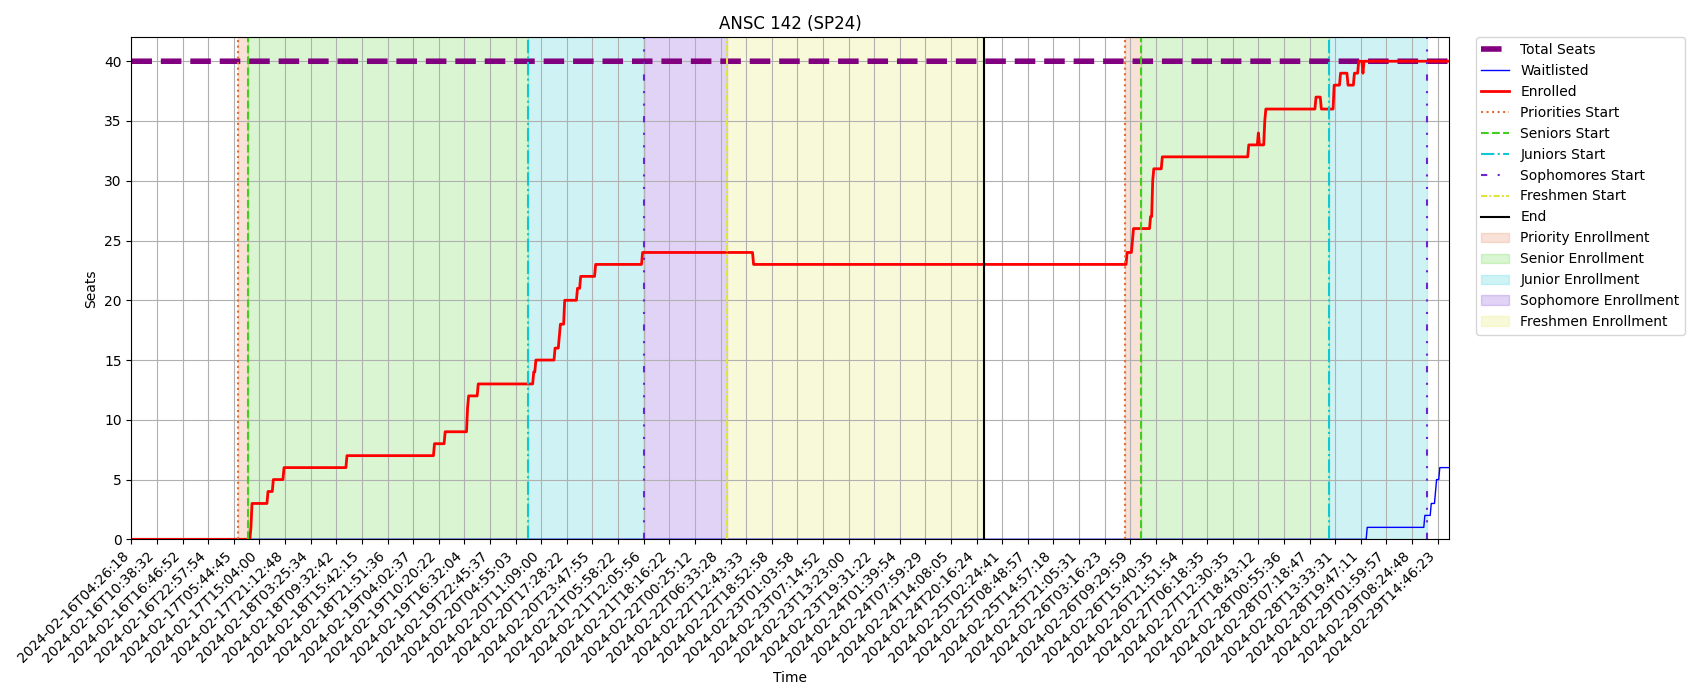 ANSC 142 (SP24)
Total Seats
Waitlisted
Enrolled
Priorities Start
Seniors Start
Juniors Start
Sophomores Start
Freshmen Start
End
Priority Enrollment
Senior Enrollment
Junior Enrollment
Sophomore Enrollment
Freshmen Enrollment
Seats
40
35
30
25
20
15
10
5
0
2024-02-16T04:26:18
2024-02-16T10:38:32
2024-02-16T16:46:52
2024-02-16T22:57:54
2024-02-17T05:44:45
2024-02-17T15:04:00
2024-02-17T21:12:48
2024-02-18T03:25:34
2024-02-18T09:32:42
2024-02-18T15:42:15
2024-02-18T21:51:36
2024-02-19T04:02:37
2024-02-19T10:20:22
2024-02-19T16:32:04
2024-02-19T22:45:37
2024-02-20T04:55:03
2024-02-20T11:09:00
2024-02-20T17:28:22
2024-02-20T23:47:55
2024-02-21T05:58:22
2024-02-21T12:05:56
2024-02-21T18:16:22
2024-02-22T00:25:12
2024-02-22T06:33:28
2024-02-22T12:43:33
2024-02-22T18:52:58
2024-02-23T01:03:58
2024-02-23T07:14:52
2024-02-23T13:23:00
2024-02-23T19:31:22
2024-02-24T01:39:54
2024-02-24T07:59:29
2024-02-24T14:08:05
2024-02-24T20:16:24
2024-02-25T02:24:41
2024-02-25T08:48:57
2024-02-25T14:57:18
2024-02-25T21:05:31
2024-02-26T03:16:23
2024-02-26T09:29:59
2024-02-26T15:40:35
2024-02-26T21:51:54
2024-02-27T06:18:35
2024-02-27T12:30:35
2024-02-27T18:43:12
2024-02-28T00:55:36
2024-02-28T07:18:47
2024-02-28T13:33:31
2024-02-28T19:47:11
2024-02-29T01:59:57
2024-02-29T08:24:48
2024-02-29T14:46:23
Time